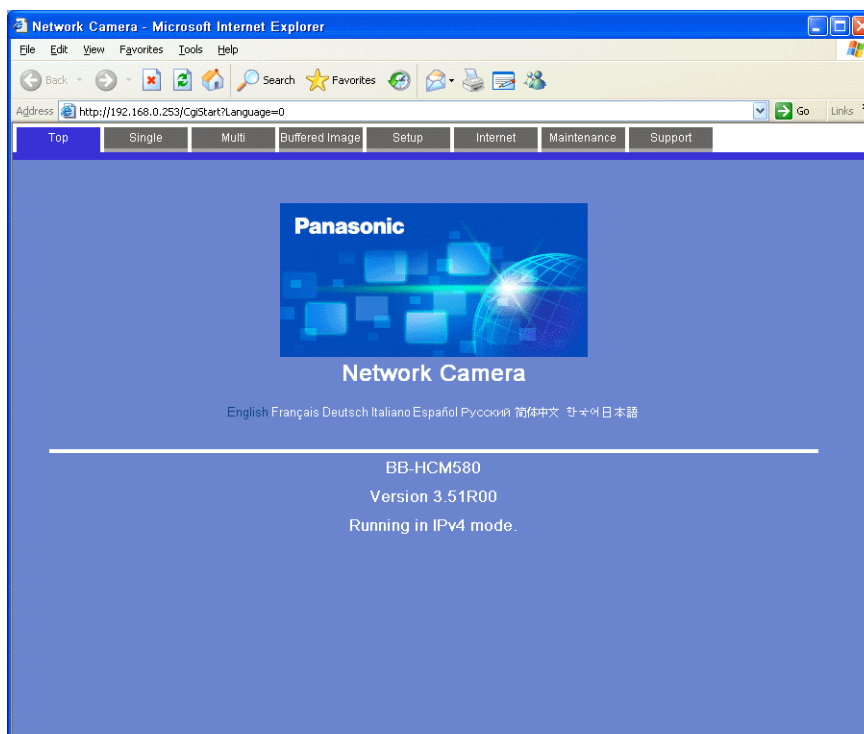 Network Camera - Microsoft Internet Explorer
File Edit View Favorites Tools Help
Back Search Favorites
Address http://192.168.0.253/CgiStart?Language=0 Go Links
Top Single Multi Buffered Image Setup Internet Maintenance Support
Panasonic
Network Camera
English Français Deutsch Italiano Español Русский 简体中文 한국어 日本語
BB-HCM580
Version 3.51R00
Running in IPv4 mode.